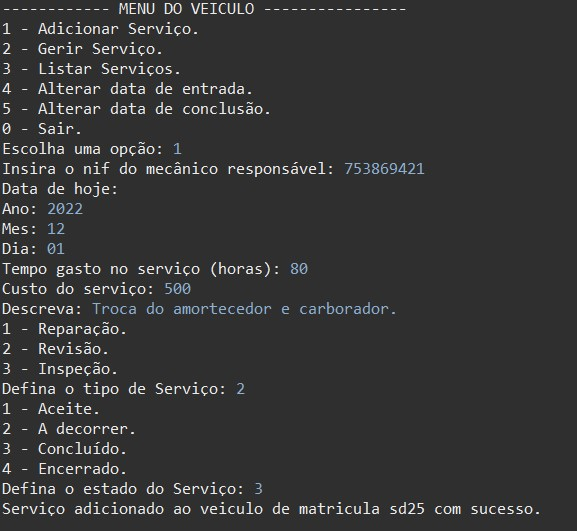 ------------ MENU DO VEICULO ----------------
1 - Adicionar Serviço.
2 - Gerir Serviço.
3 - Listar Serviços.
4 - Alterar data de entrada.
5 - Alterar data de conclusão.
0 - Sair.
Escolha uma opção: 1
Insira o nif do mecânico responsável: 753869421
Data de hoje:
Ano: 2022
Mes: 12
Dia: 01
Tempo gasto no serviço (horas): 80
Custo do serviço: 500
Descreva: Troca do amortecedor e carborador.
1 - Reparação.
2 - Revisão.
3 - Inspeção.
Defina o tipo de Serviço: 2
1 - Aceite.
2 - A decorrer.
3 - Concluído.
4 - Encerrado.
Defina o estado do Serviço: 3
Serviço adicionado ao veiculo de matricula sd25 com sucesso.